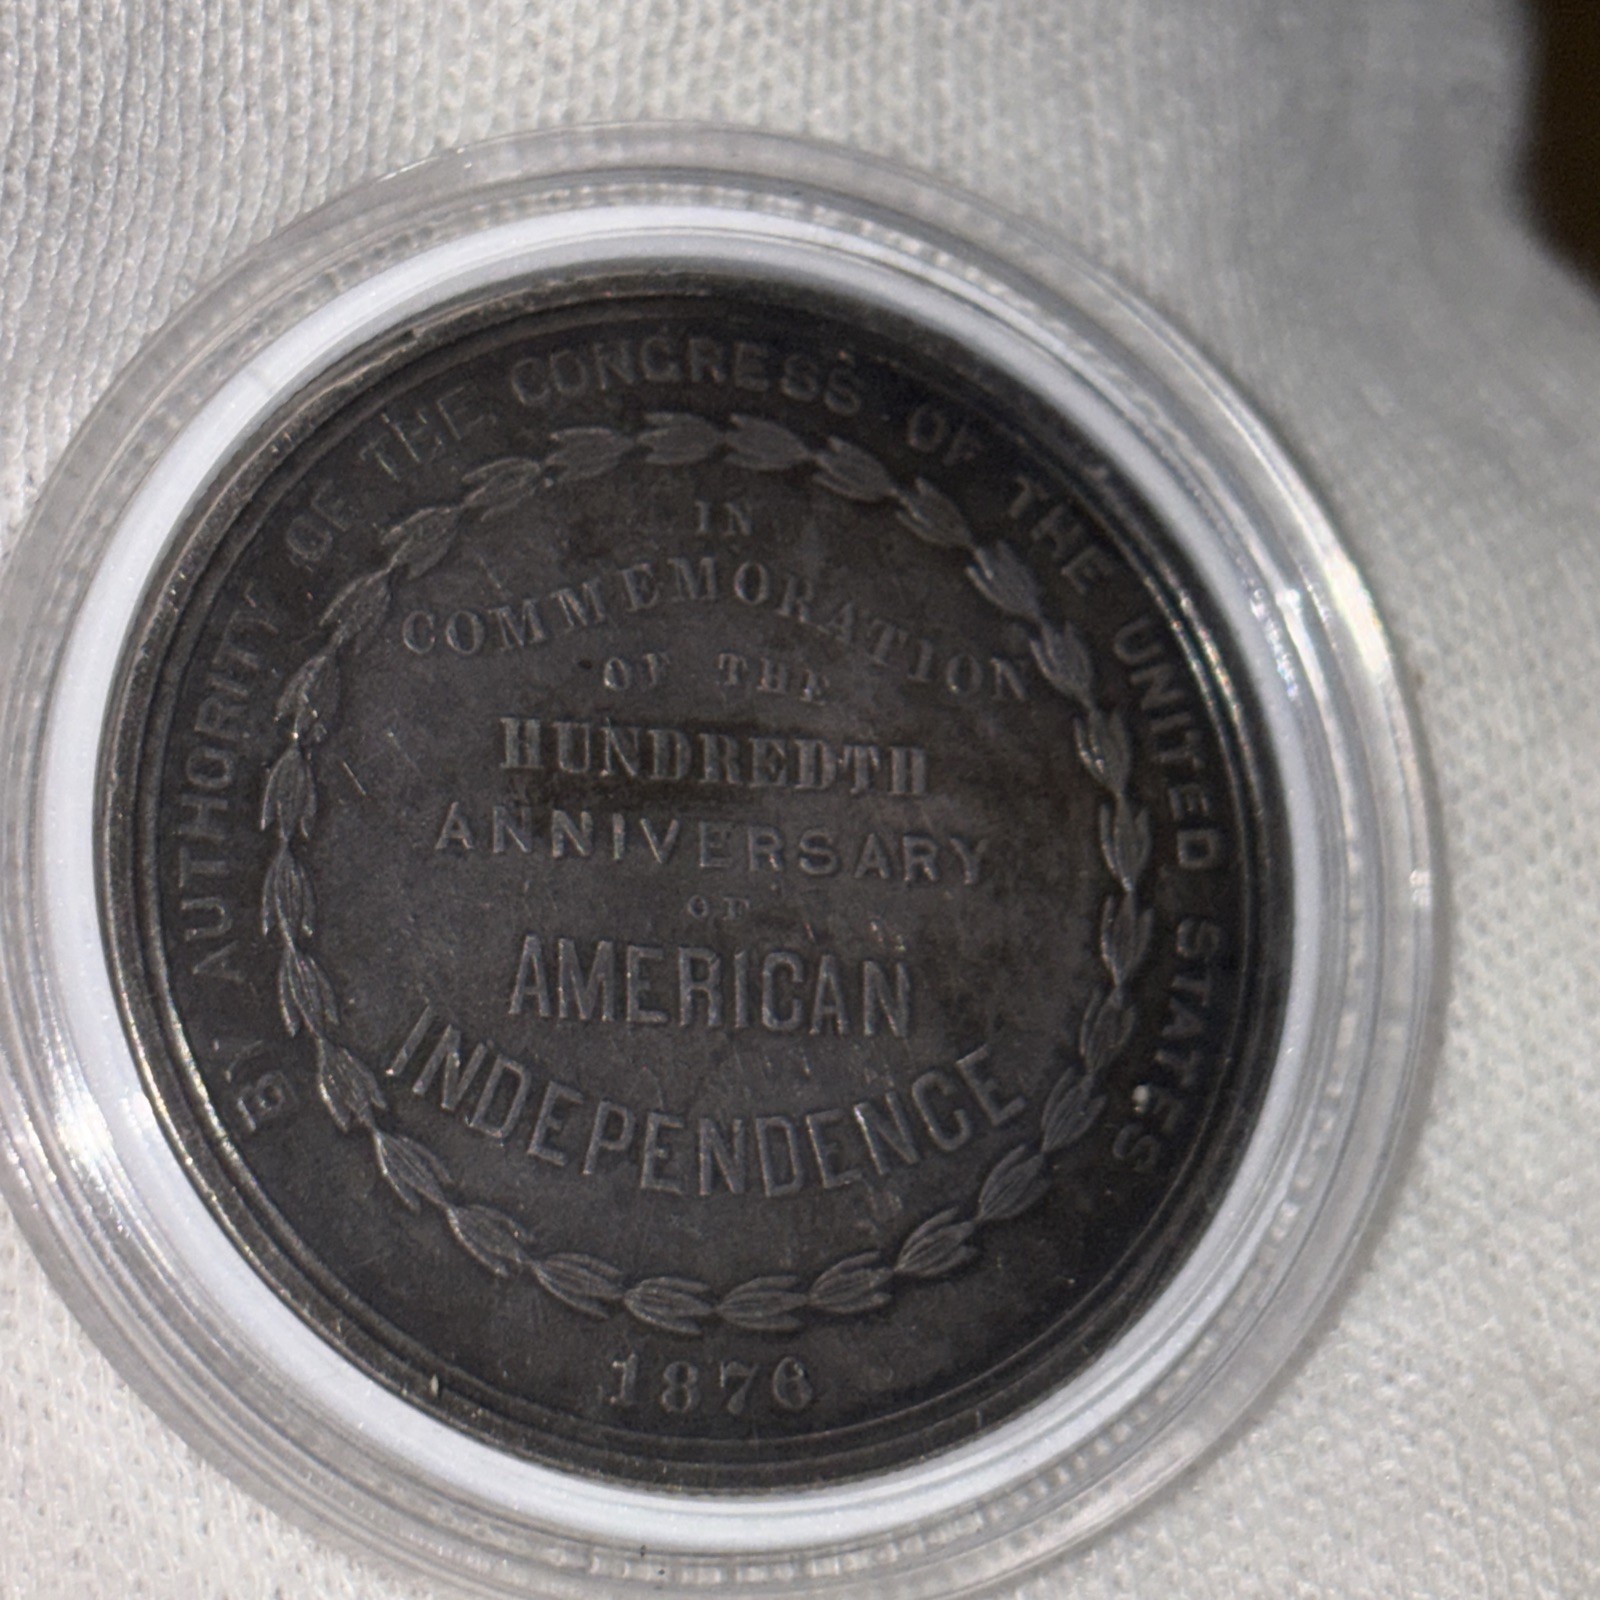 BY AUTHORITY OF THE CONGRESS OF THE UNITED STATES
IN
COMMEMORATION
OF THE
HUNDREDTH
ANNIVERSARY
OF
AMERICAN
INDEPENDENCE
1876